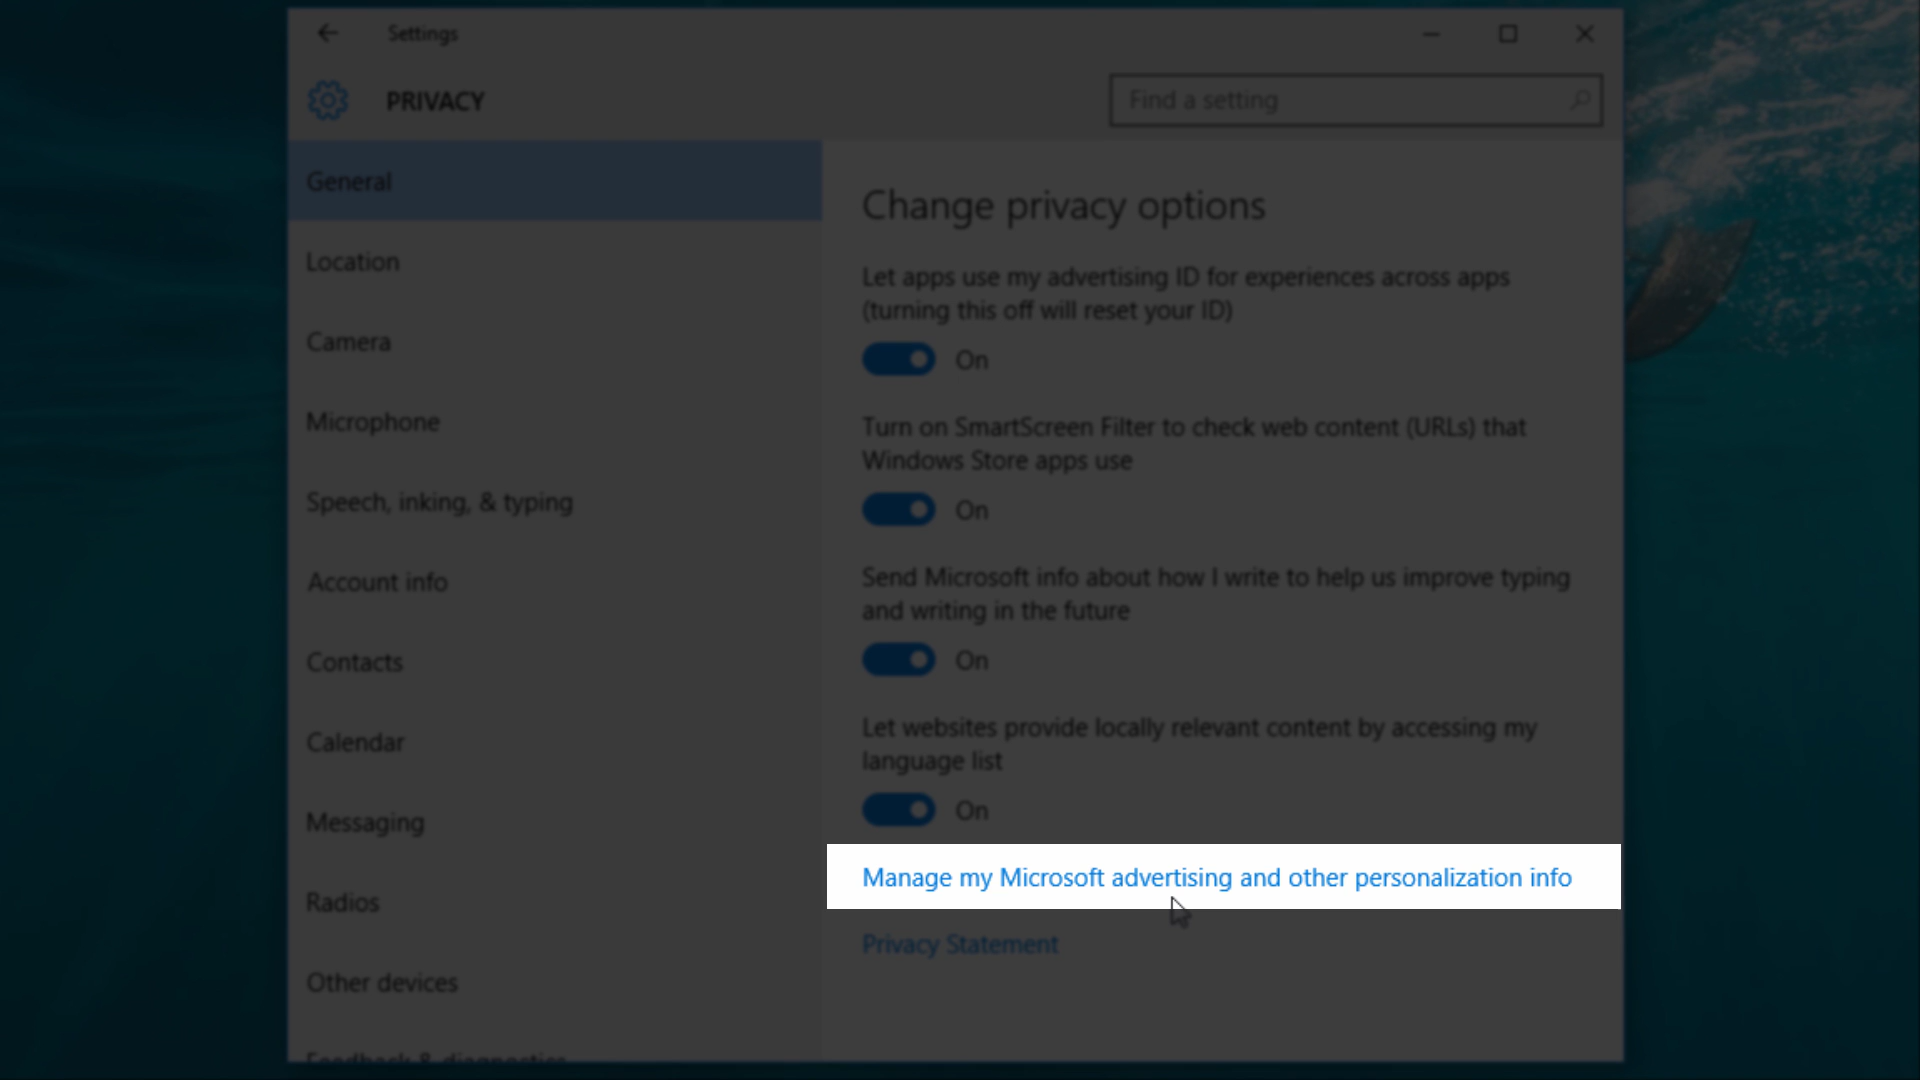 Settings
PRIVACY
Find a setting
General
Location
Camera
Microphone
Speech, inking, & typing
Account info
Contacts
Calendar
Messaging
Radios
Other devices
Feedback & diagnostics
Change privacy options
Let apps use my advertising ID for experiences across apps
(turning this off will reset your ID)
On
Turn on SmartScreen Filter to check web content (URLs) that
Windows Store apps use
On
Send Microsoft info about how I write to help us improve typing
and writing in the future
On
Let websites provide locally relevant content by accessing my
language list
On
Manage my Microsoft advertising and other personalization info
Privacy Statement